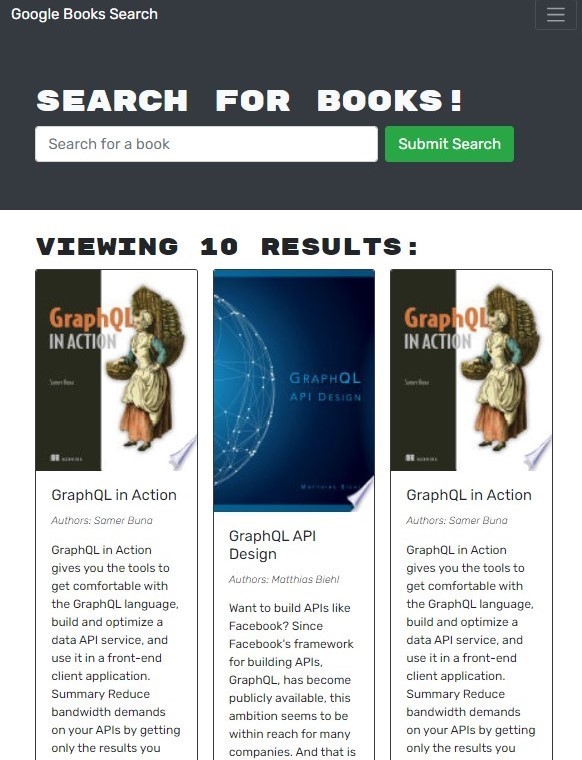 Google Books Search
SEARCH FOR BOOKS!
Search for a book
Submit Search
VIEWING 10 RESULTS:
GraphQL
IN ACTION
Samer Buna
MANNING
GraphQL in Action
Authors: Samer Buna
GraphQL in Action
gives you the tools to
get comfortable with
the GraphQL language,
build and optimize a
data API service, and
use it in a front-end
client application.
Summary Reduce
bandwidth demands
on your APIs by getting
only the results you
GRAPHQL
API DESIGN
MATTHIAS BIEHL
GraphQL API
Design
Authors: Matthias Biehl
Want to build APIs like
Facebook? Since
Facebook's framework
for building APIs,
GraphQL, has become
publicly available, this
ambition seems to be
within reach for many
companies. And that is
GraphQL
IN ACTION
Samer Buna
MANNING
GraphQL in Action
Authors: Samer Buna
GraphQL in Action
gives you the tools to
get comfortable with
the GraphQL language,
build and optimize a
data API service, and
use it in a front-end
client application.
Summary Reduce
bandwidth demands
on your APIs by getting
only the results you